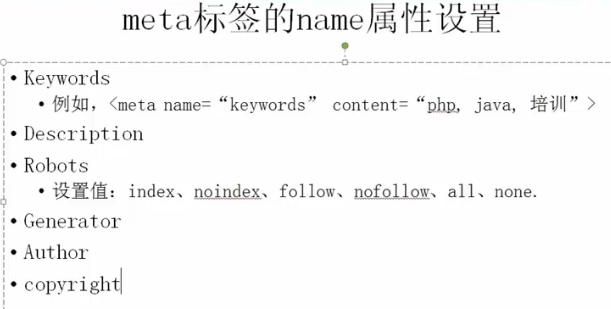 meta标签的name属性设置
• Keywords
• 例如，<meta name=“keywords” content=“php, java, 培训”>
• Description
• Robots
• 设置值：index、noindex、follow、nofollow、all、none.
• Generator
• Author
• copyright